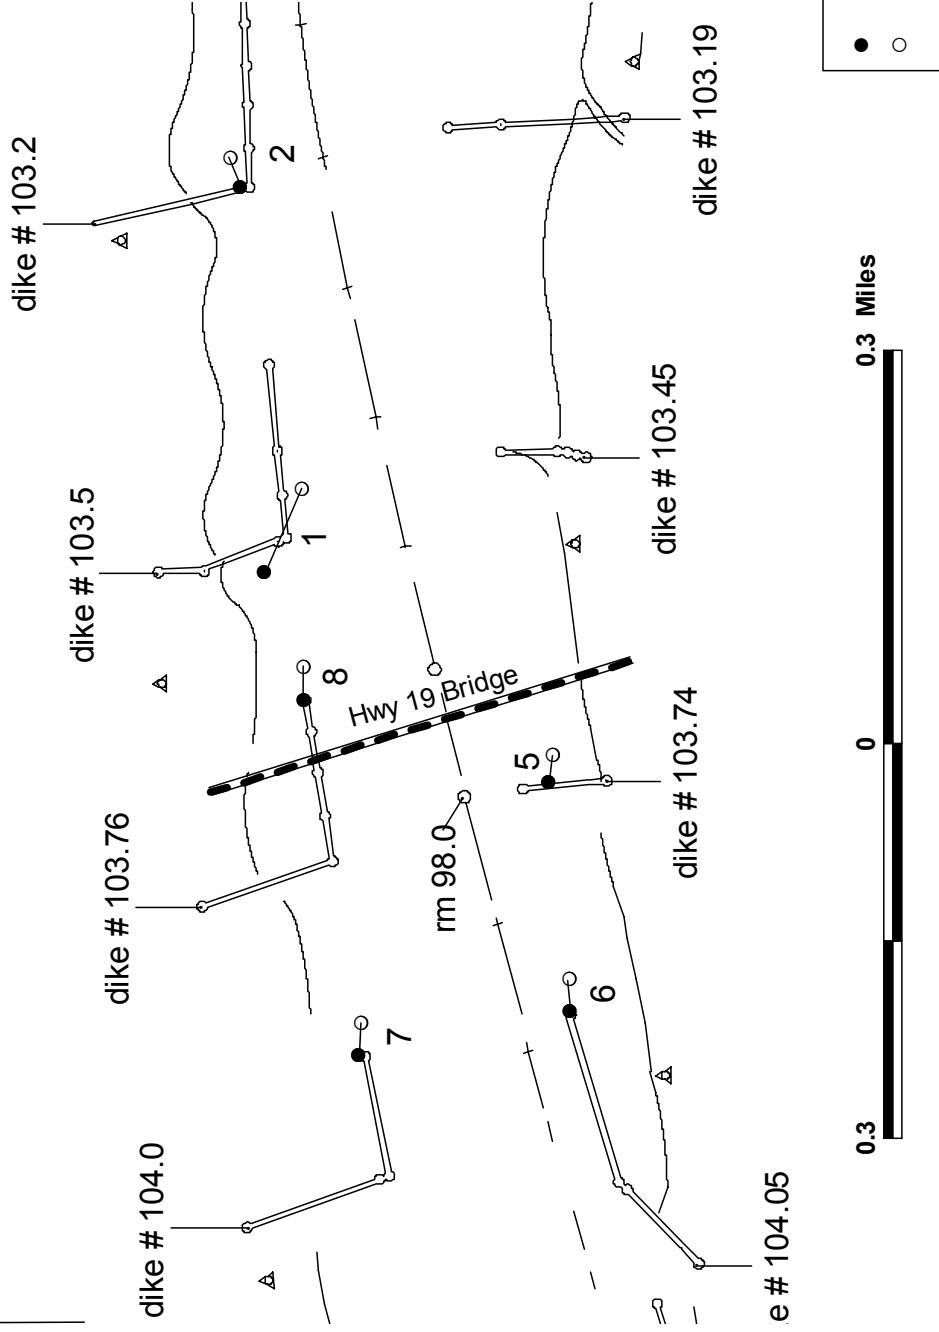 dike # 103.2
2
dike # 103.19
dike # 103.5
1
dike # 103.45
0.3 Miles
8
Hwy 19 Bridge
5
dike # 103.74
0
dike # 103.76
rm 98.0
7
6
dike # 104.0
0.3
e # 104.05